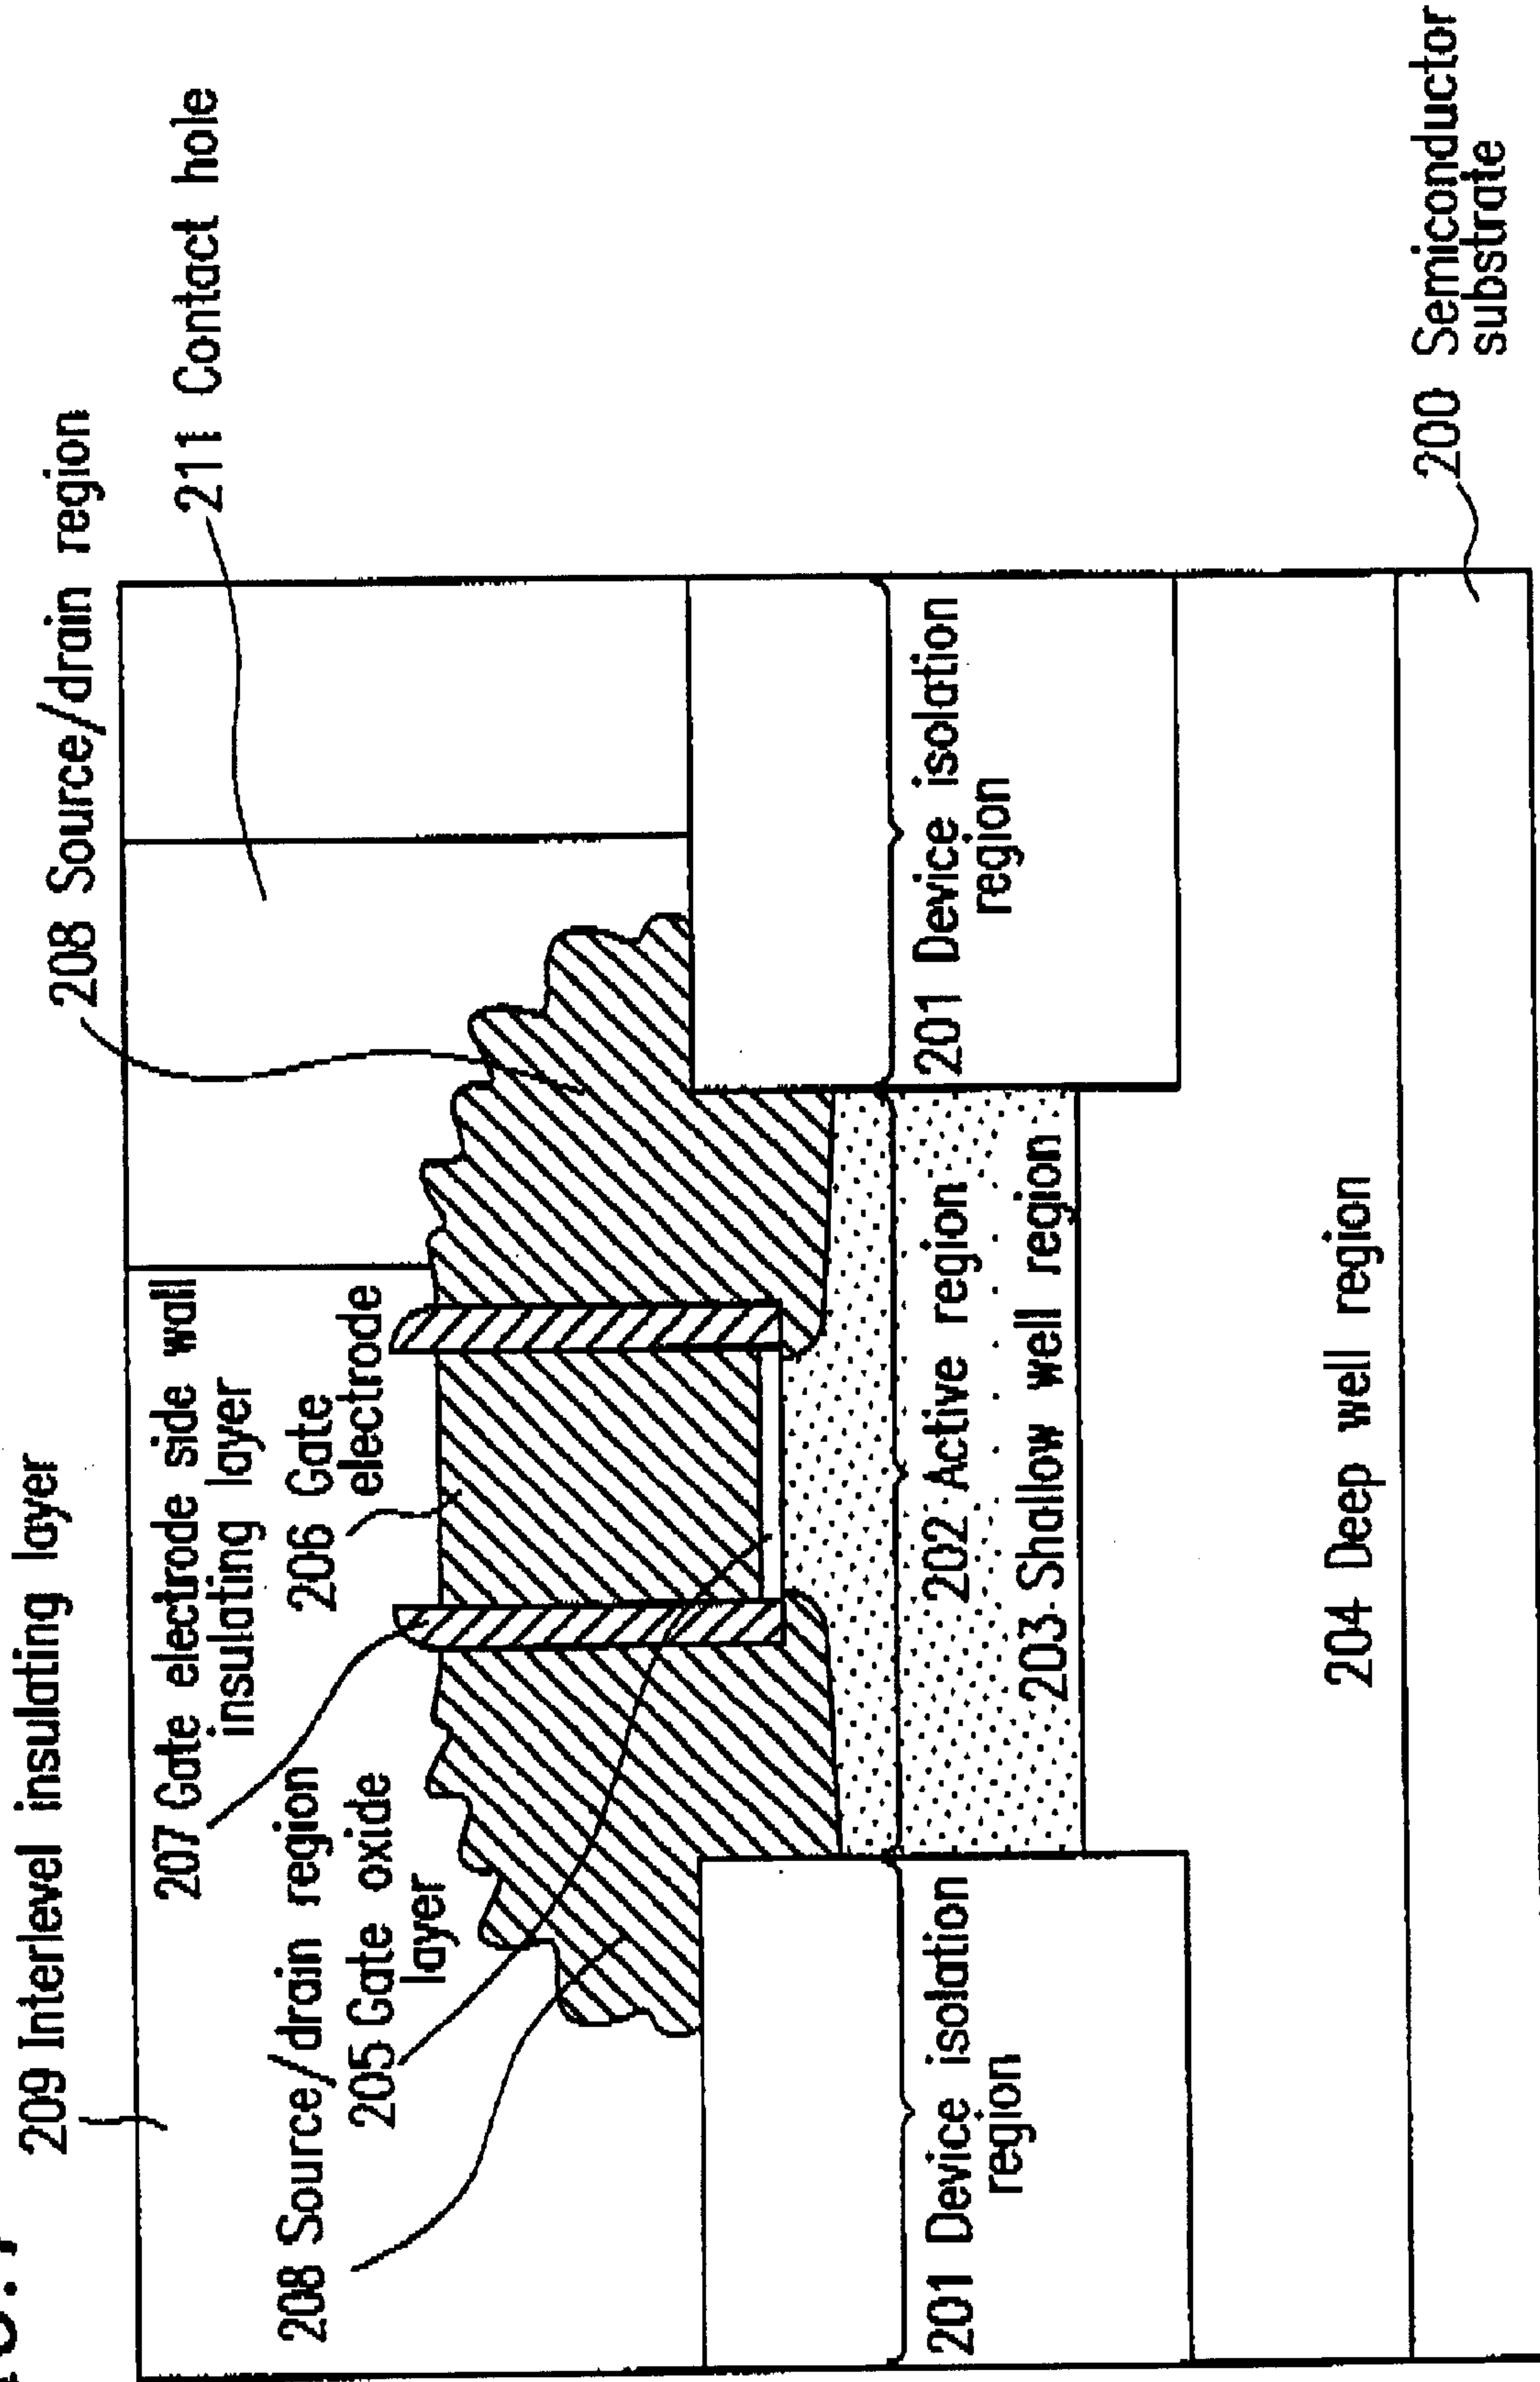 209 Interlevel insulating layer
208 Source/drain region
211 Contact hole
207 Gate electrode side wall
insulating layer
206 Gate
electrode
208 Source/drain region
205 Gate oxide
layer
201 Device isolation
region
202 Active region
203 Shallow well region
201 Device isolation
region
204 Deep well region
200 Semiconductor
substrate